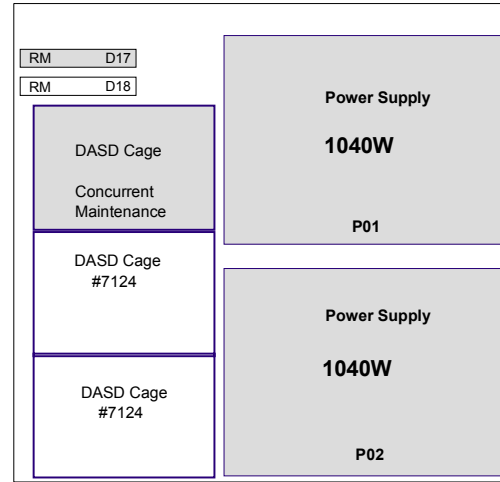 RM D17
RM D18
DASD Cage
Concurrent
Maintenance
DASD Cage
#7124
DASD Cage
#7124
Power Supply
1040W
P01
Power Supply
1040W
P02